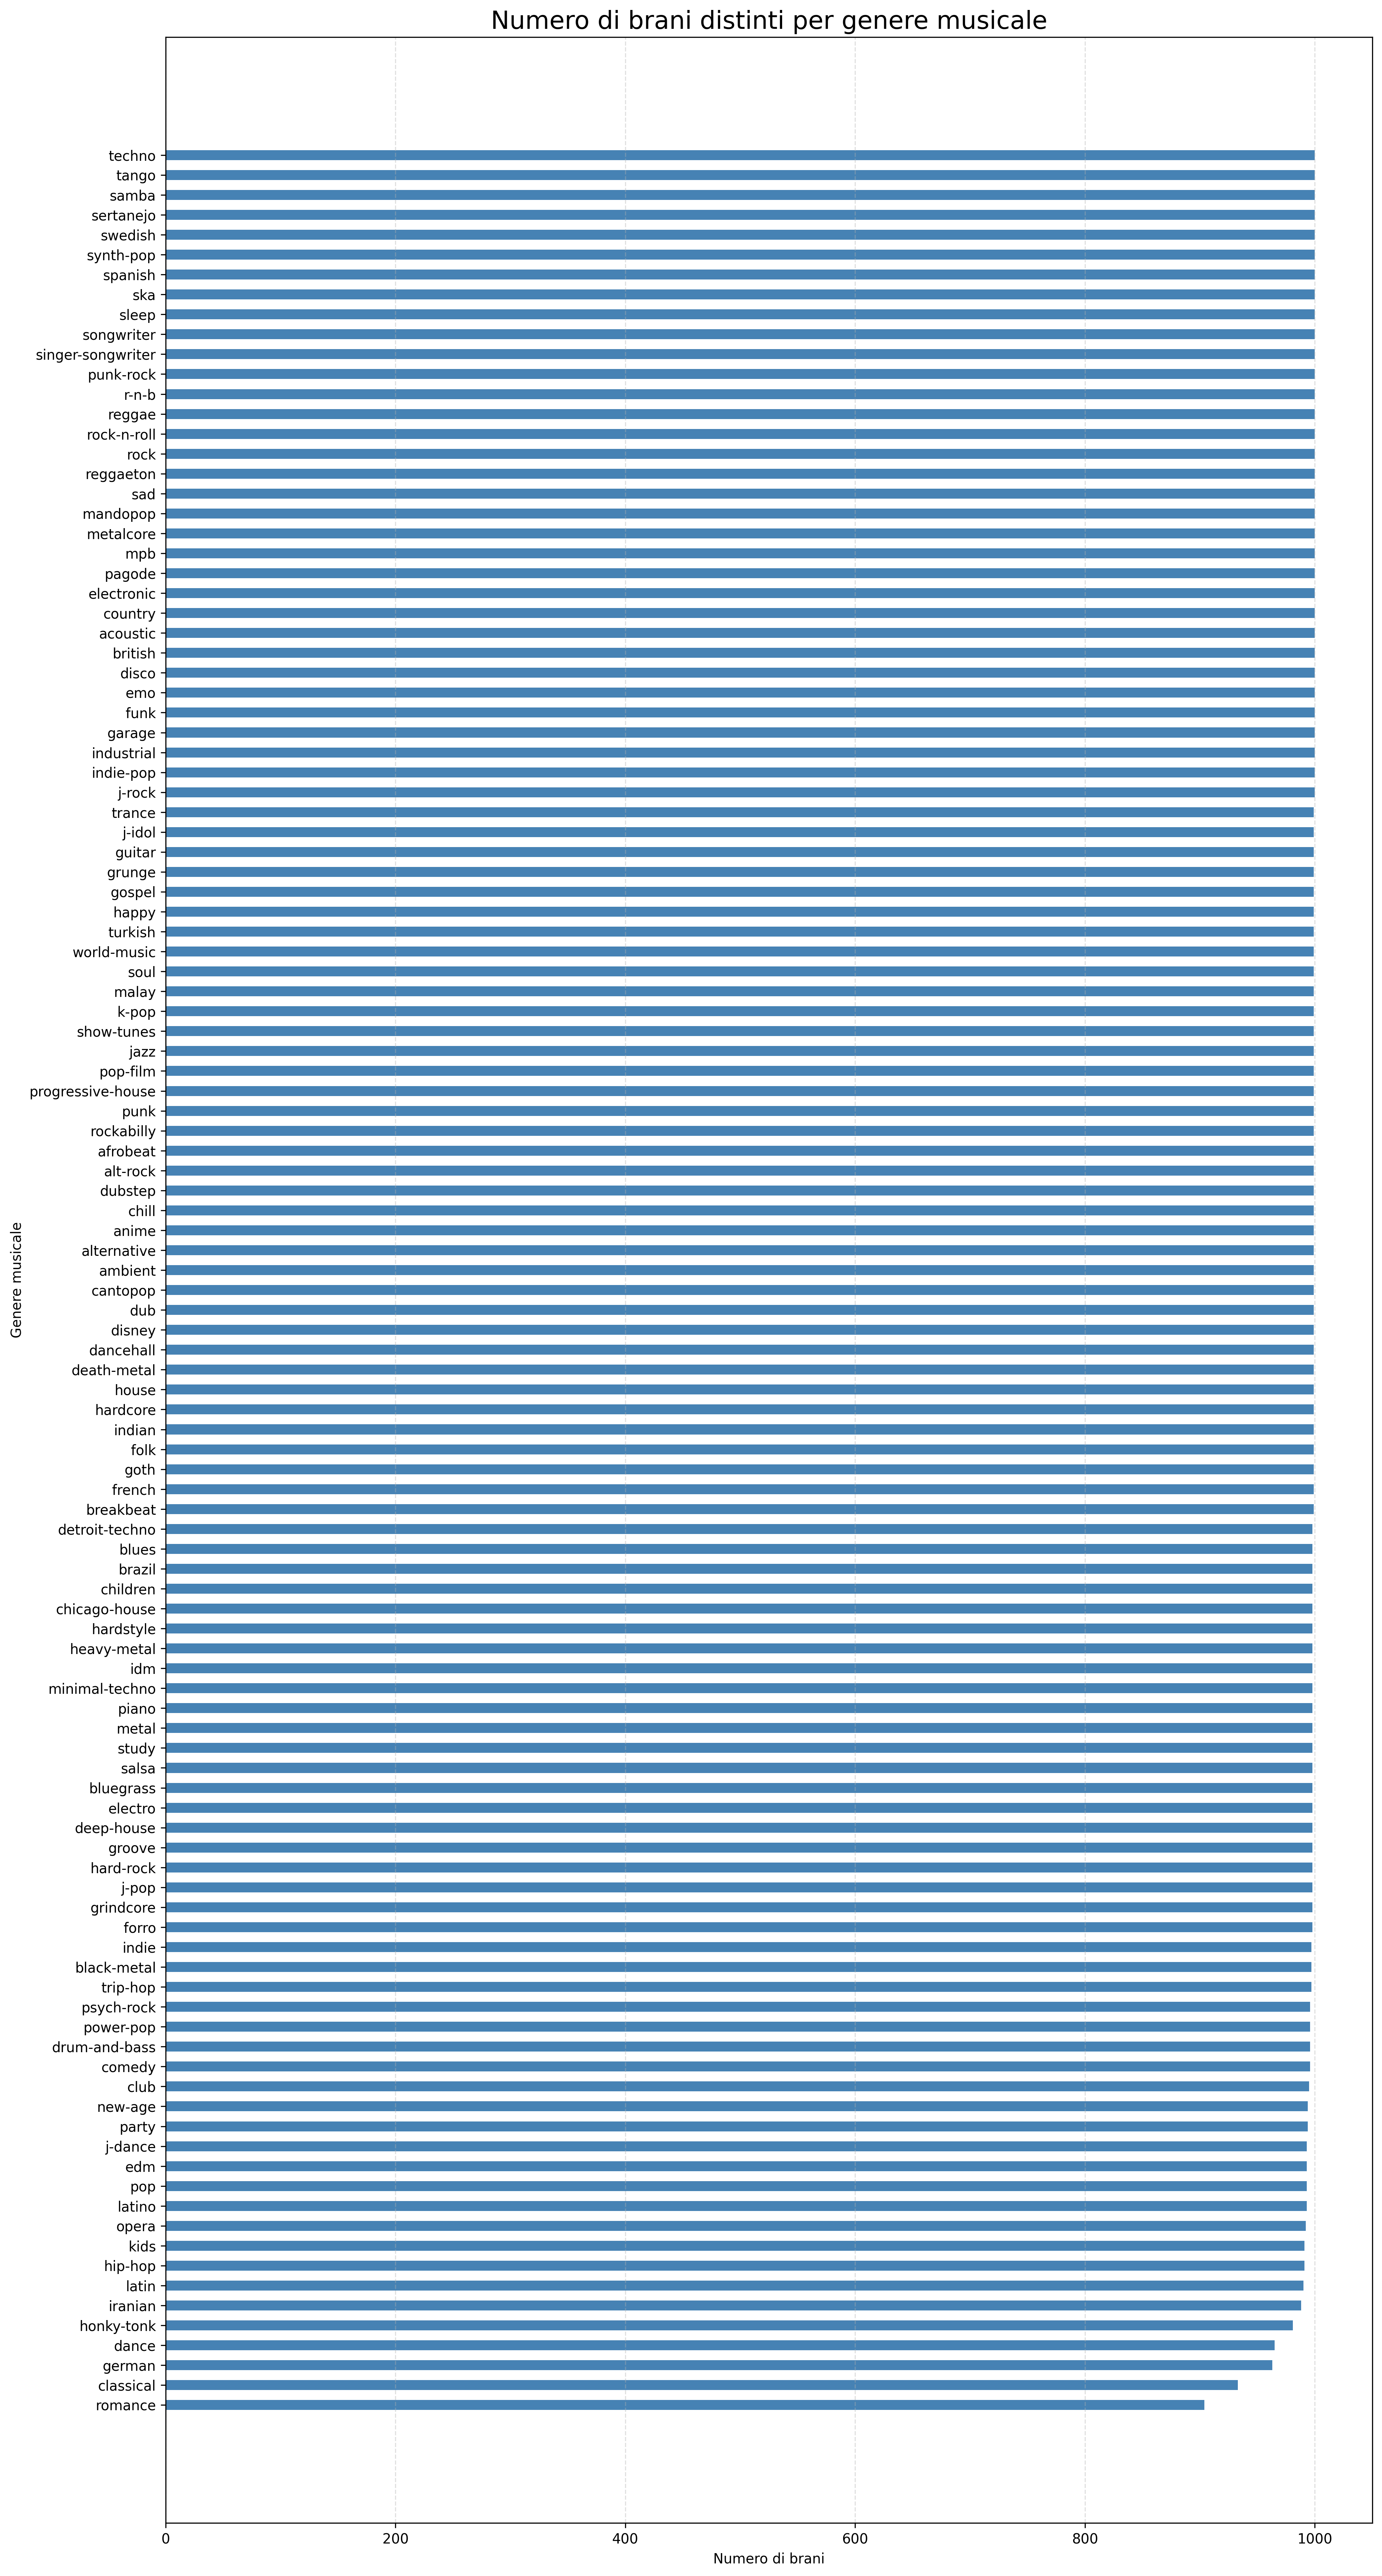 Numero di brani distinti per genere musicale
techno
tango
samba
sertanejo
swedish
synth-pop
spanish
ska
sleep
songwriter
singer-songwriter
punk-rock
r-n-b
reggae
rock-n-roll
rock
reggaeton
sad
mandopop
metalcore
mpb
pagode
electronic
country
acoustic
british
disco
emo
funk
garage
industrial
indie-pop
j-rock
trance
j-idol
guitar
grunge
gospel
happy
turkish
world-music
soul
malay
k-pop
show-tunes
jazz
pop-film
progressive-house
punk
rockabilly
afrobeat
alt-rock
dubstep
chill
anime
alternative
ambient
cantopop
dub
disney
dancehall
death-metal
house
hardcore
indian
folk
goth
french
breakbeat
detroit-techno
blues
brazil
children
chicago-house
hardstyle
heavy-metal
idm
minimal-techno
piano
metal
study
salsa
bluegrass
electro
deep-house
groove
hard-rock
j-pop
grindcore
forro
indie
black-metal
trip-hop
psych-rock
power-pop
drum-and-bass
comedy
club
new-age
party
j-dance
edm
pop
latino
opera
kids
hip-hop
latin
iranian
honky-tonk
dance
german
classical
romance
Genere musicale
0 200 400 600 800 1000
Numero di brani